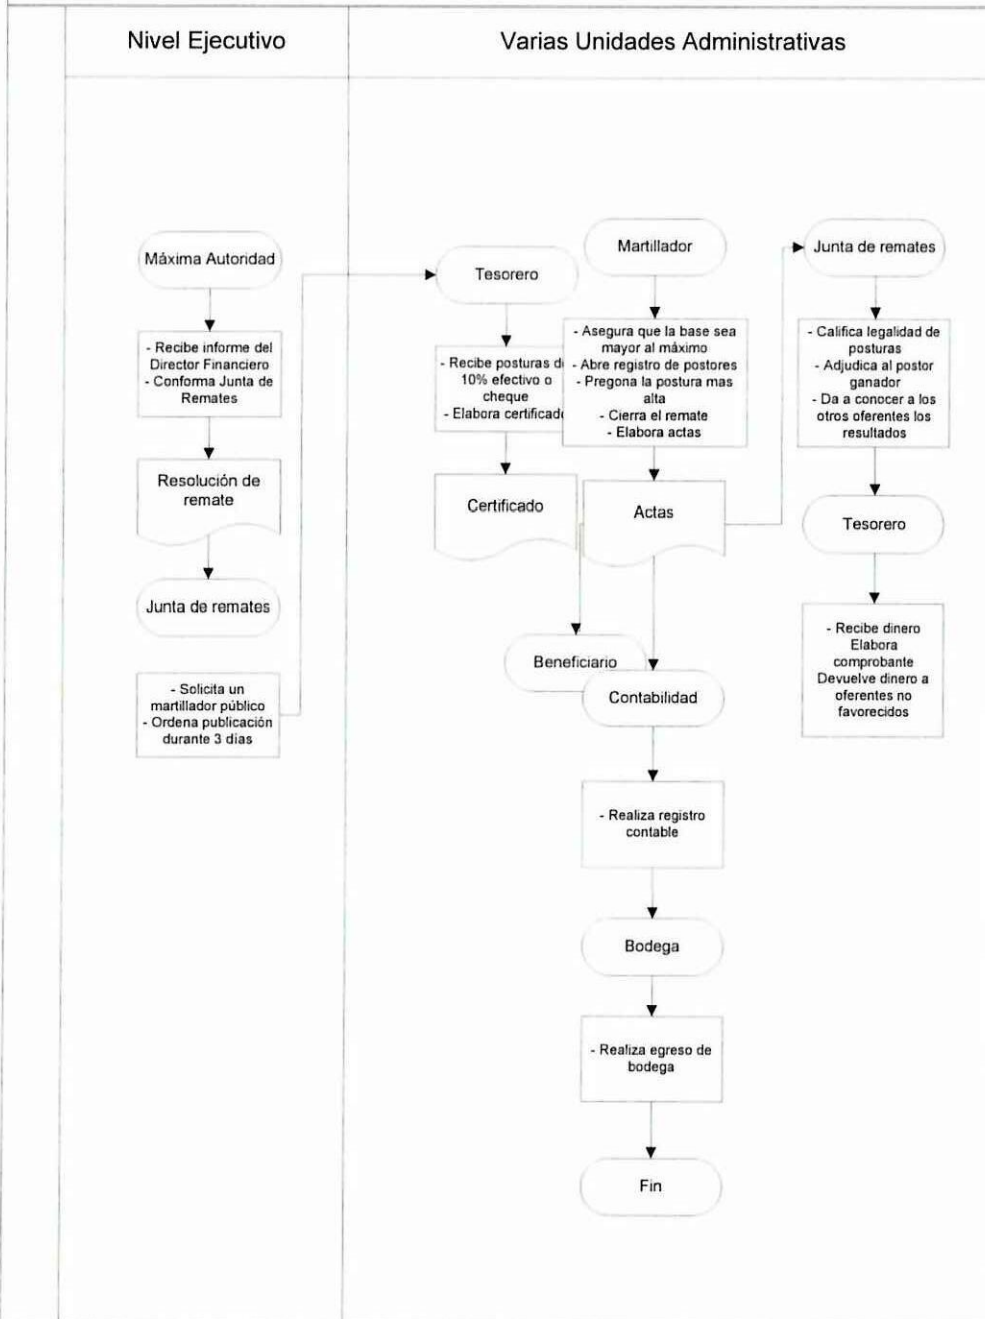 Nivel Ejecutivo
Varias Unidades Administrativas
Máxima Autoridad
- Recibe informe del
Director Financiero
- Conforma Junta de
Remates
Resolución de
remate
Junta de remates
- Solicita un
martillador público
- Ordena publicación
durante 3 dias
Tesorero
- Recibe posturas de
10% efectivo o
cheque
- Elabora certificado
Certificado
Beneficiario
Martillador
- Asegura que la base sea
mayor al máximo
- Abre registro de postores
- Pregona la postura mas
alta
- Cierra el remate
- Elabora actas
Actas
Contabilidad
- Realiza registro
contable
Bodega
- Realiza egreso de
bodega
Fin
Junta de remates
- Califica legalidad de
posturas
- Adjudica al postor
ganador
- Da a conocer a los
otros oferentes los
resultados
Tesorero
- Recibe dinero
Elabora
comprobante
Devuelve dinero a
oferentes no
favorecidos